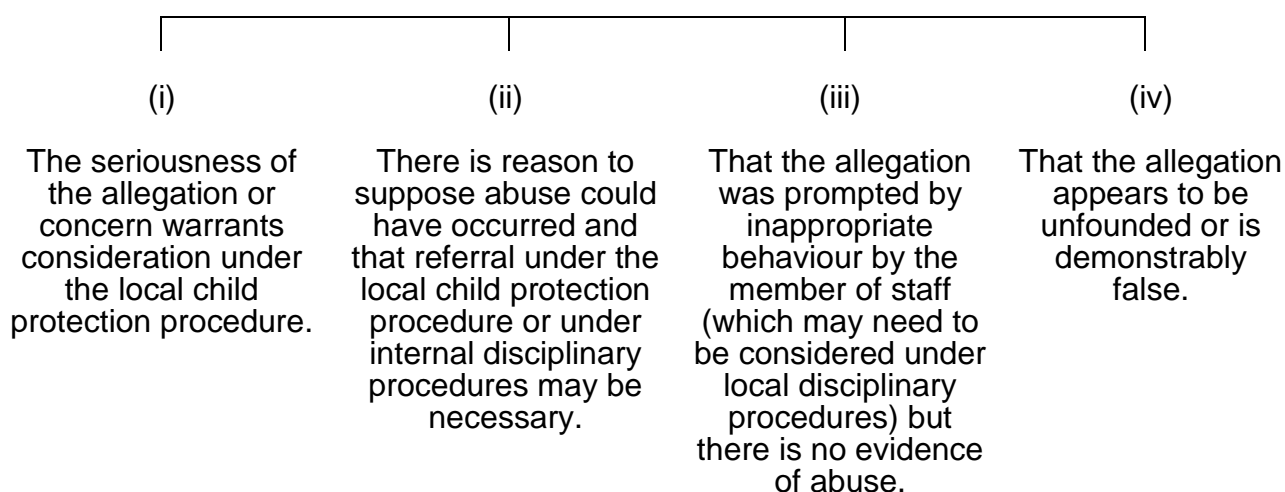 (i)
The seriousness of
the allegation or
concern warrants
consideration under
the local child
protection procedure.
(ii)
There is reason to
suppose abuse could
have occurred and
that referral under the
local child protection
procedure or under
internal disciplinary
procedures may be
necessary.
(iii)
That the allegation
was prompted by
inappropriate
behaviour by the
member of staff
(which may need to
be considered under
local disciplinary
procedures) but
there is no evidence
of abuse.
(iv)
That the allegation
appears to be
unfounded or is
demonstrably
false.